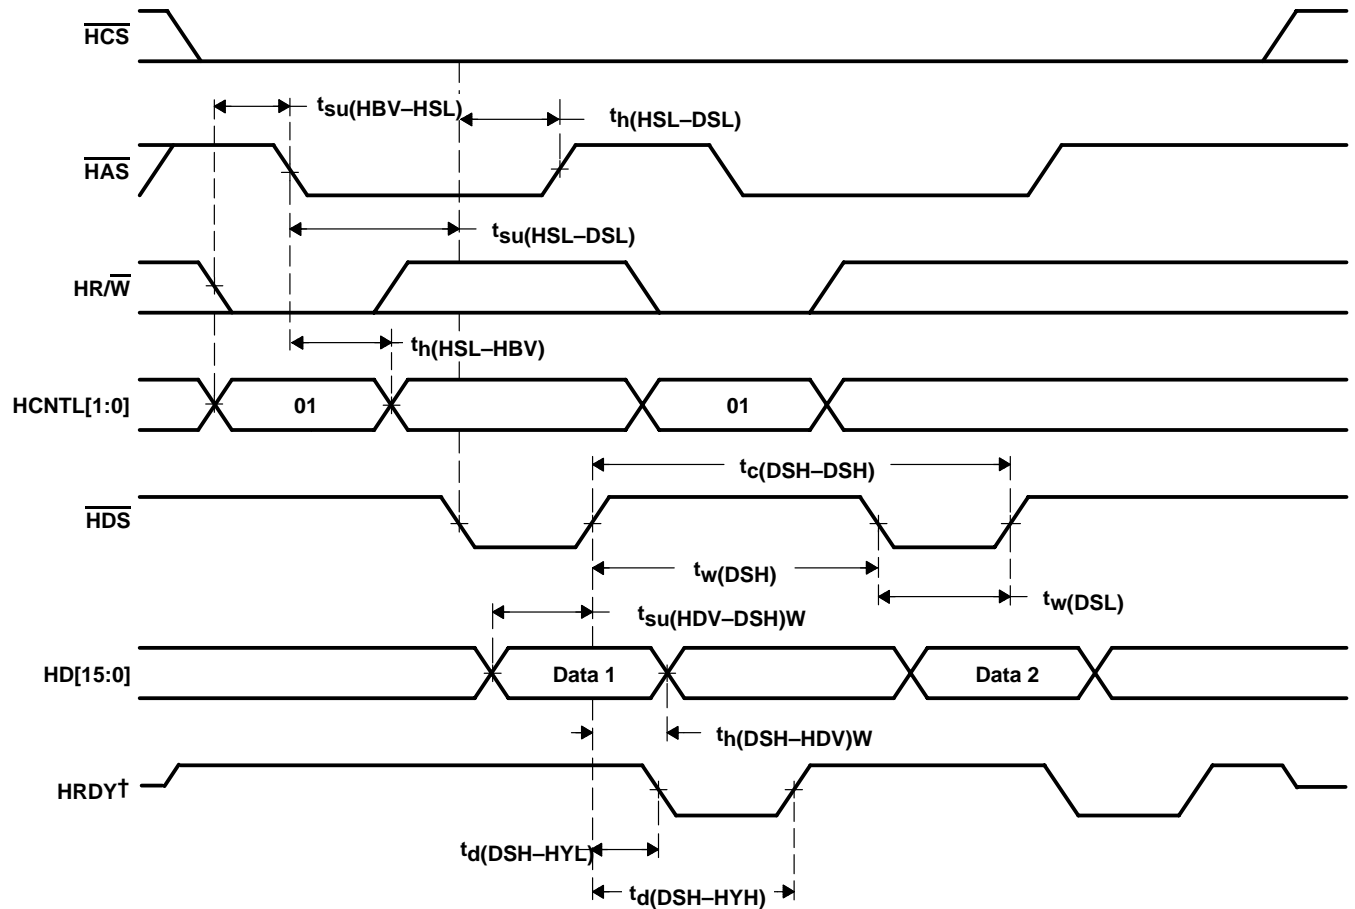 HCS
tsu(HBV–HSL)
th(HSL–DSL)
HAS
tsu(HSL–DSL)
HR/W
th(HSL–HBV)
HCNTL[1:0]
01
01
tc(DSH–DSH)
HDS
tw(DSH)
tw(DSL)
tsu(HDV–DSH)W
HD[15:0]
Data 1
Data 2
th(DSH–HDV)W
HRDY†
td(DSH–HYL)
td(DSH–HYH)